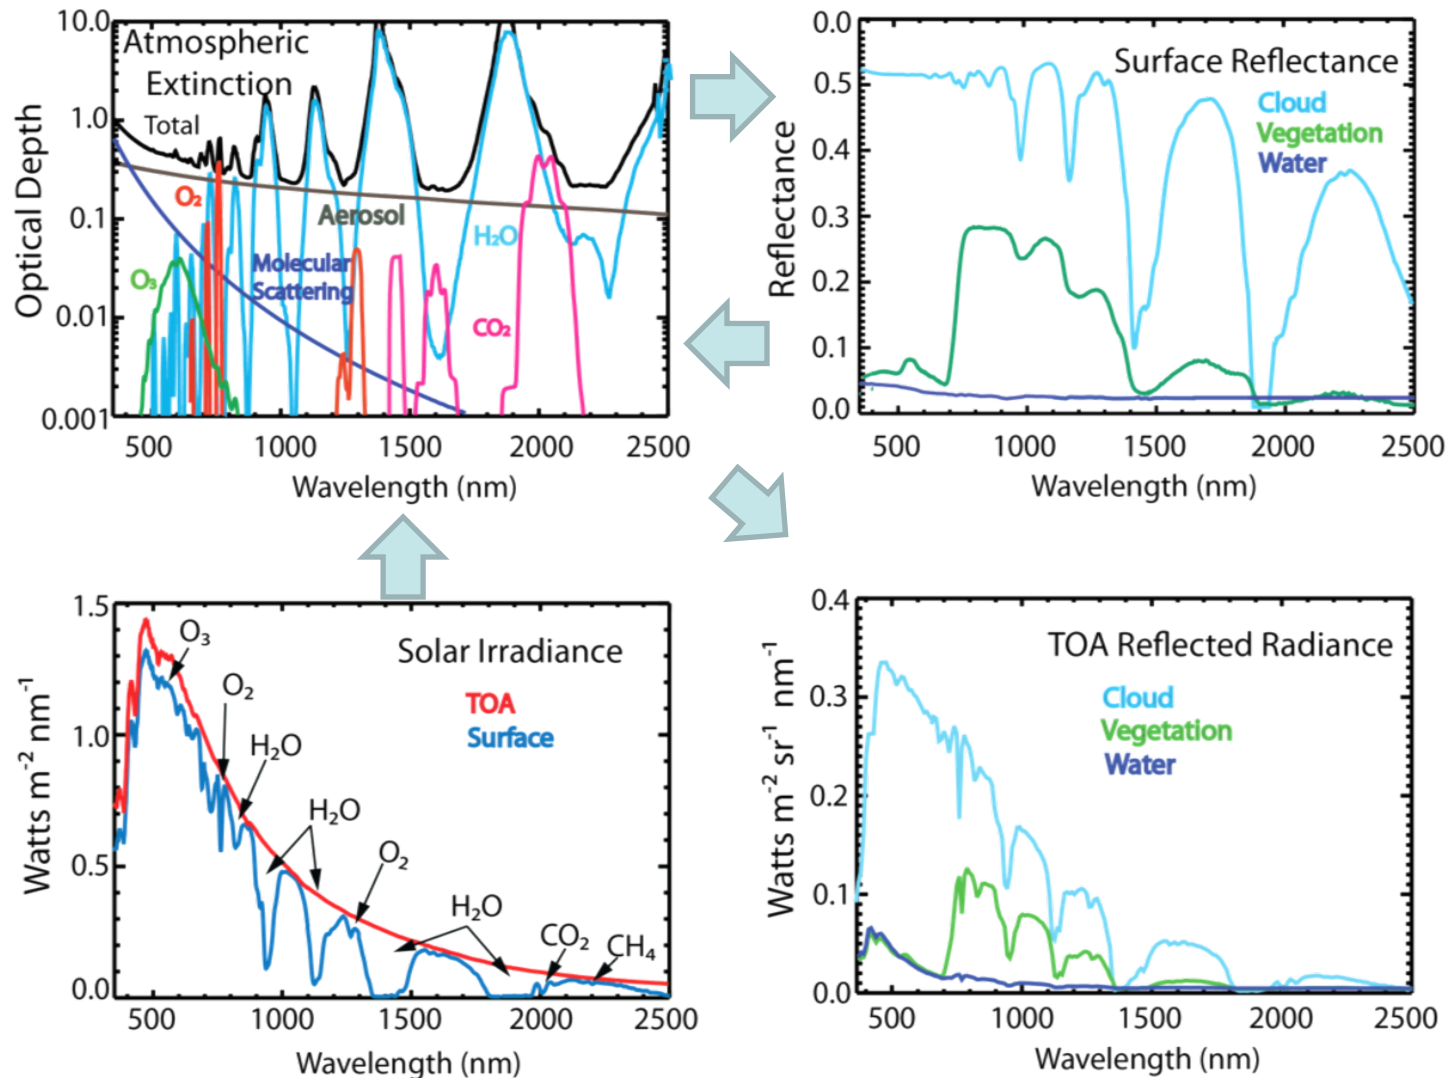 Atmospheric
Extinction
Total
O₂
Aerosol
H₂O
O₃
Molecular
Scattering
CO₂
Optical Depth
10.0
1.0
0.1
0.01
0.001
500 1000 1500 2000 2500
Wavelength (nm)
Surface Reflectance
Cloud
Vegetation
Water
Reflectance
0.0
0.5
0.4
0.3
0.2
0.1
0.0
500 1000 1500 2000 2500
Wavelength (nm)
Solar Irradiance
TOA
Surface
O₃
O₂
H₂O
H₂O
O₂
H₂O
CO₂
CH₄
Watts m⁻² nm⁻¹
1.5
1.0
0.5
0.0
500 1000 1500 2000 2500
Wavelength (nm)
TOA Reflected Radiance
Cloud
Vegetation
Water
Watts m⁻² sr⁻¹ nm⁻¹
0.4
0.3
0.2
0.1
0.0
500 1000 1500 2000 2500
Wavelength (nm)